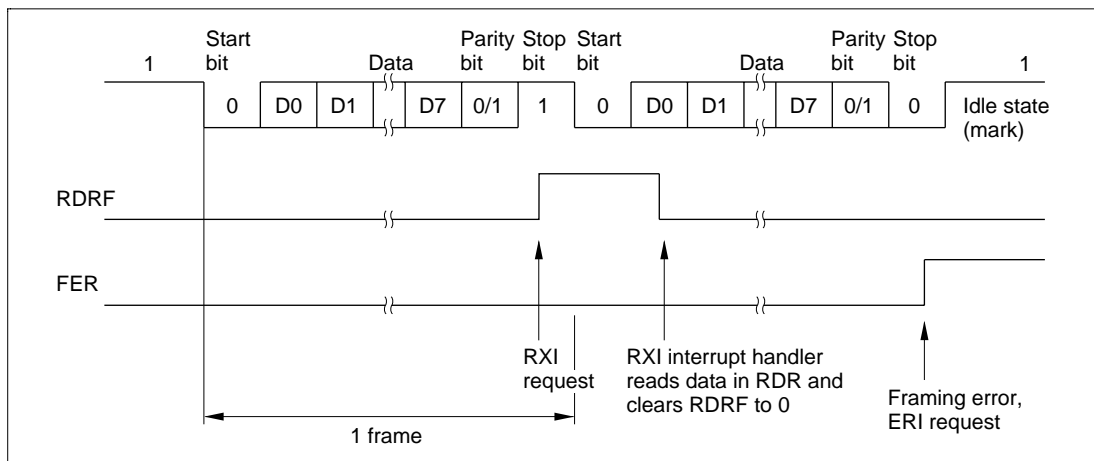 Start
bit
Data
Parity
bit
Stop
bit
Start
bit
Data
Parity
bit
Stop
bit
1
1
0
D0
D1
D7
0/1
1
0
D0
D1
D7
0/1
0
Idle state
(mark)
RDRF
FER
RXI
request
RXI interrupt handler
reads data in RDR and
clears RDRF to 0
Framing error,
ERI request
1 frame